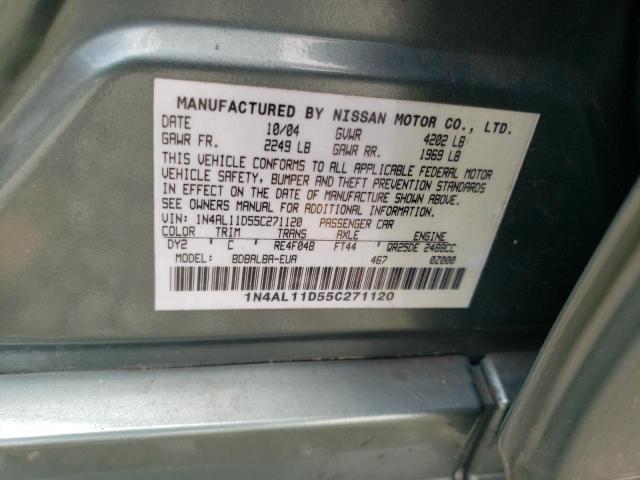 MANUFACTURED BY NISSAN MOTOR CO., LTD.
DATE 10/04 GVWR 4202 LB
GAWR FR. 2249 LB GAWR RR. 1969 LB
THIS VEHICLE CONFORMS TO ALL APPLICABLE FEDERAL MOTOR
VEHICLE SAFETY, BUMPER AND THEFT PREVENTION STANDARDS
IN EFFECT ON THE DATE OF MANUFACTURE SHOWN ABOVE.
SEE OWNERS MANUAL FOR ADDITIONAL INFORMATION.
VIN: 1N4AL11D55C271120 PASSENGER CAR
COLOR TRIM TRANS AXLE ENGINE
DY2 C RE4F04B FT44 QR25DE 2488CC
MODEL: BDBALBA-EUA 467 0Z000
1N4AL11D55C271120